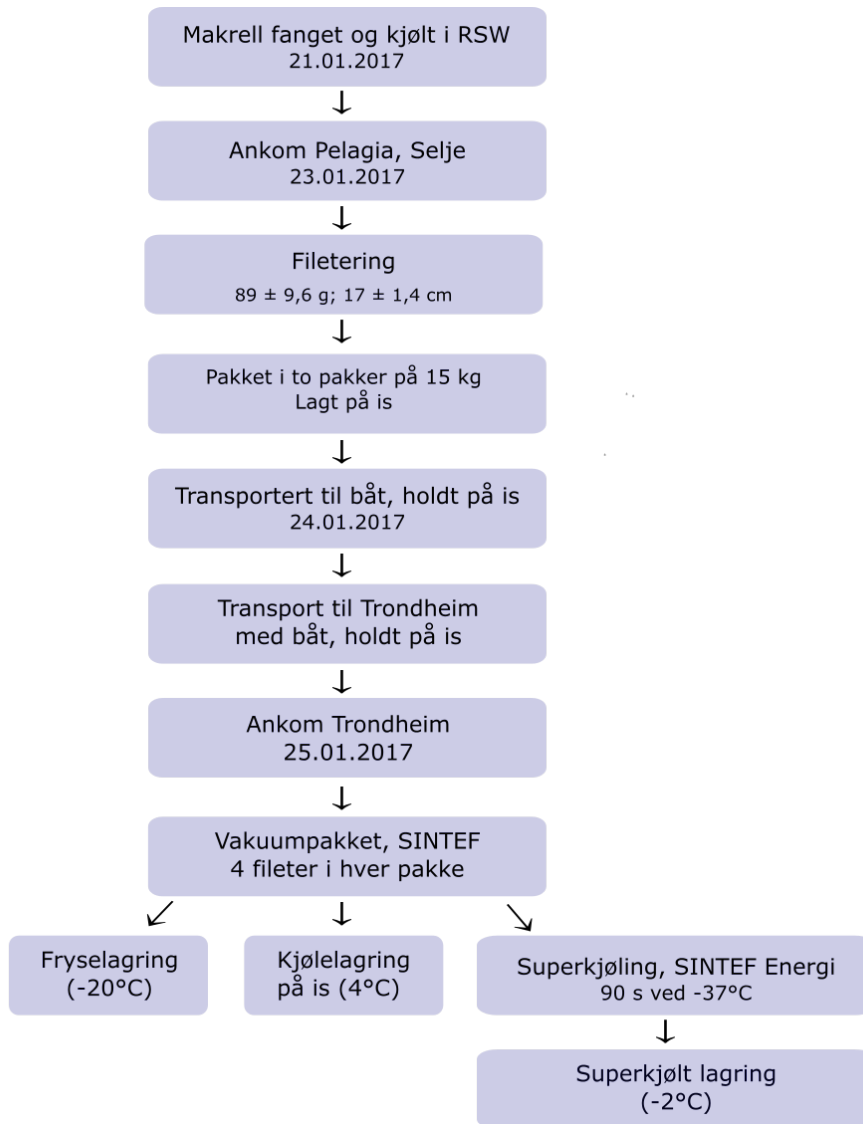 Makrell fanget og kjølt i RSW
21.01.2017
Ankom Pelagia, Selje
23.01.2017
Filetering
89 ± 9,6 g; 17 ± 1,4 cm
Pakket i to pakker på 15 kg
Lagt på is
Transportert til båt, holdt på is
24.01.2017
Transport til Trondheim
med båt, holdt på is
Ankom Trondheim
25.01.2017
Vakuumpakket, SINTEF
4 fileter i hver pakke
Fryselagring
(-20°C)
Kjølelagring
på is (4°C)
Superkjøling, SINTEF Energi
90 s ved -37°C
Superkjølt lagring
(-2°C)